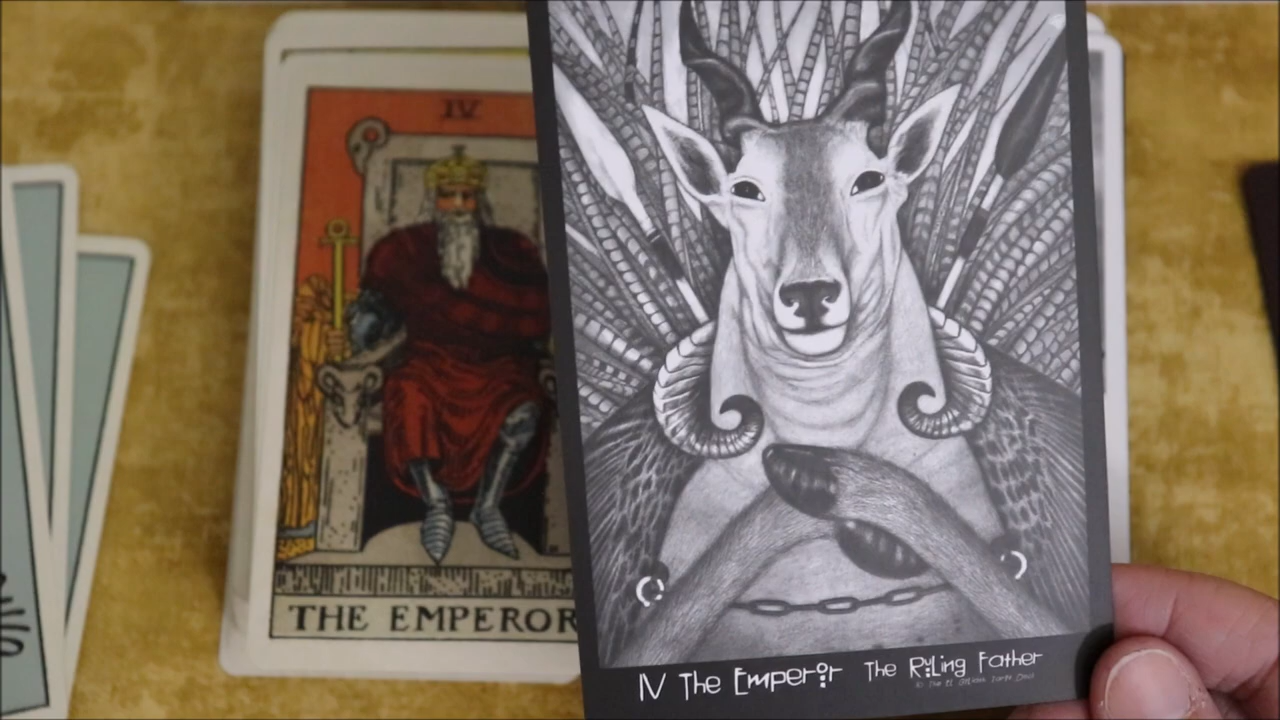 IV
THE EMPEROR
IV The Emperor The Ruling Father